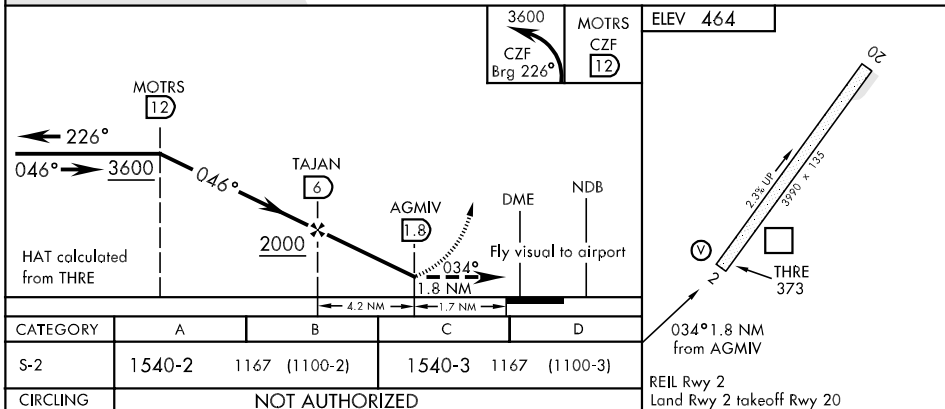 3600
CZF
Brg 226°
MOTRS
CZF
12
ELEV 464
MOTRS
12
226°
046°
3600
046°
TAJAN
6
2000
AGMIV
1.8
DME
NDB
Fly visual to airport
034°
1.8 NM
HAT calculated
from THRE
4.2 NM
1.7 NM
20
2.3% UP
3990 x 135
V
2
THRE
373
034° 1.8 NM
from AGMIV
REIL Rwy 2
Land Rwy 2 takeoff Rwy 20
CATEGORY A B C D
S-2 1540-2 1167 (1100-2) 1540-3 1167 (1100-3)
CIRCLING NOT AUTHORIZED